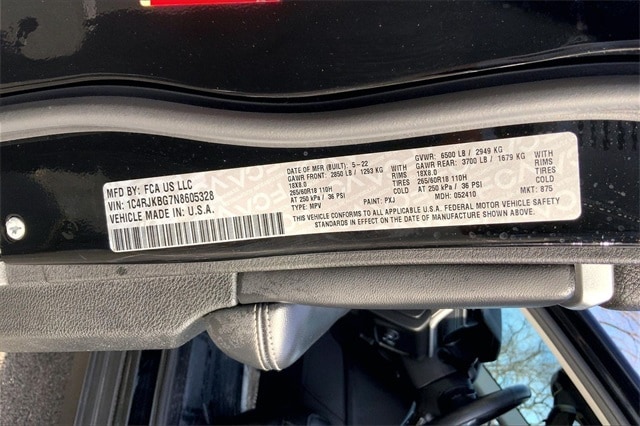 MFD BY: FCA US LLC
VIN: 1C4RJKBG7N8605328
VEHICLE MADE IN U.S.A.
DATE OF MFR (BUILT): 5-22
GAWR FRONT: 2850 LB / 1293 KG WITH
18X8.0 RIMS
265/60R18 110H TIRES
AT 250 kPa / 36 PSI COLD
TYPE: MPV PAINT: PXJ
GVWR: 6500 LB / 2949 KG
GAWR REAR: 3700 LB / 1679 KG WITH
18X8.0 RIMS
265/60R18 110H TIRES
AT 250 kPa / 36 PSI COLD
MDH: 052410 MKT: 875
THIS VEHICLE CONFORMS TO ALL APPLICABLE U.S.A. FEDERAL MOTOR VEHICLE SAFETY
STANDARDS IN EFFECT ON THE DATE OF MANUFACTURE SHOWN ABOVE.